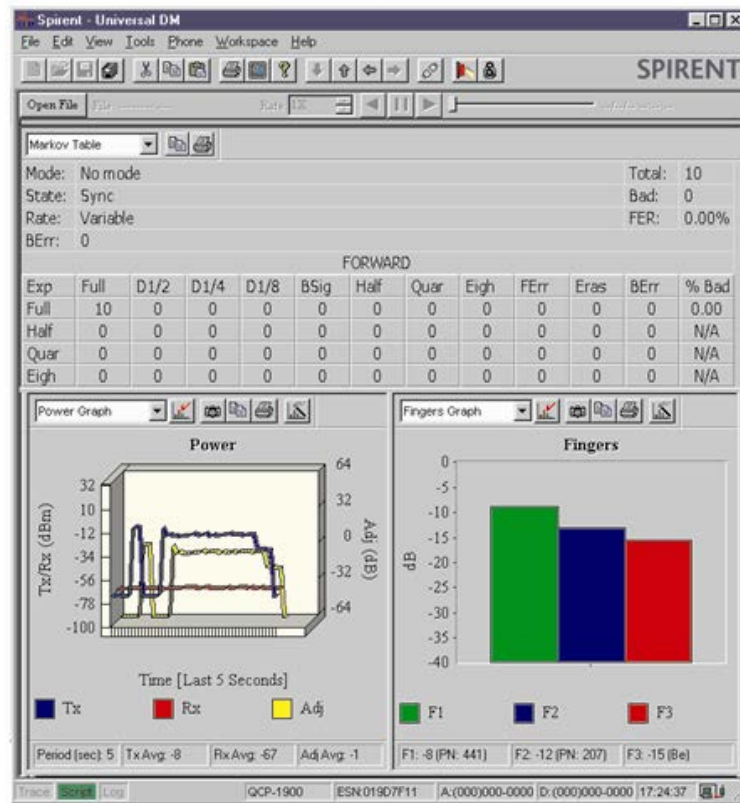 Spirent - Universal DM
File Edit View Tools Phone Workspace Help
SPIRENT
Open File File: Rate 1X
Markov Table
Mode: No mode Total: 10
State: Sync Bad: 0
Rate: Variable FER: 0.00%
BErr: 0
FORWARD
Exp Full D1/2 D1/4 D1/8 BSig Half Quar Eigh FErr Eras BErr % Bad
Full 10 0 0 0 0 0 0 0 0 0 0 0.00
Half 0 0 0 0 0 0 0 0 0 0 0 N/A
Quar 0 0 0 0 0 0 0 0 0 0 0 N/A
Eigh 0 0 0 0 0 0 0 0 0 0 0 N/A
Power Graph
Power
Tx/Rx (dBm)
32
10
-12
-34
-56
-78
-100
64
32
0
-32
-64
Adj (dB)
Time [Last 5 Seconds]
Tx Rx Adj
Period (sec): 5 Tx Avg: -8 Rx Avg: -67 Adj Avg: -1
Fingers Graph
Fingers
dB
0
-5
-10
-15
-20
-25
-30
-35
-40
F1 F2 F3
F1: -8 (PN: 441) F2: -12 (PN: 207) F3: -15 (Be)
Trace Script Log QCP-1900 ESN:019D7F11 A:(000)000-0000 D:(000)000-0000 17:24:37